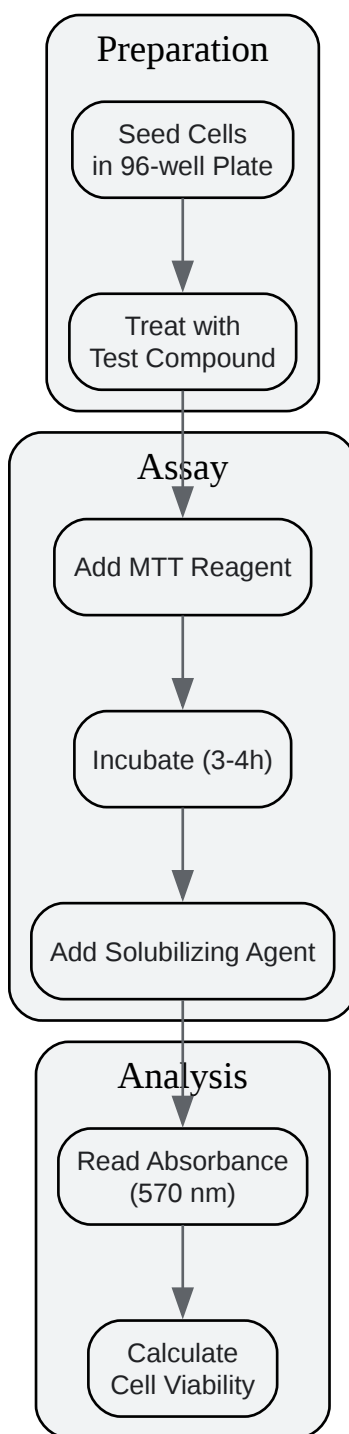 Preparation
Seed Cells
in 96-well Plate
Treat with
Test Compound
Assay
Add MTT Reagent
Incubate (3-4h)
Add Solubilizing Agent
Analysis
Read Absorbance
(570 nm)
Calculate
Cell Viability